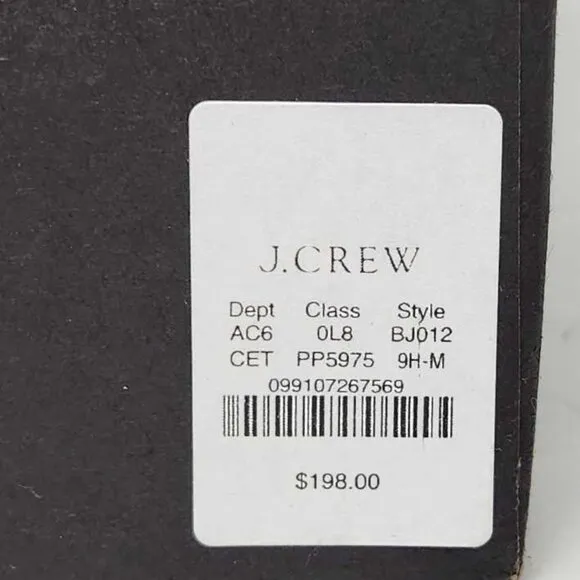 J.CREW
Dept Class Style
AC6 0L8 BJ012
CET PP5975 9H-M
099107267569
$198.00